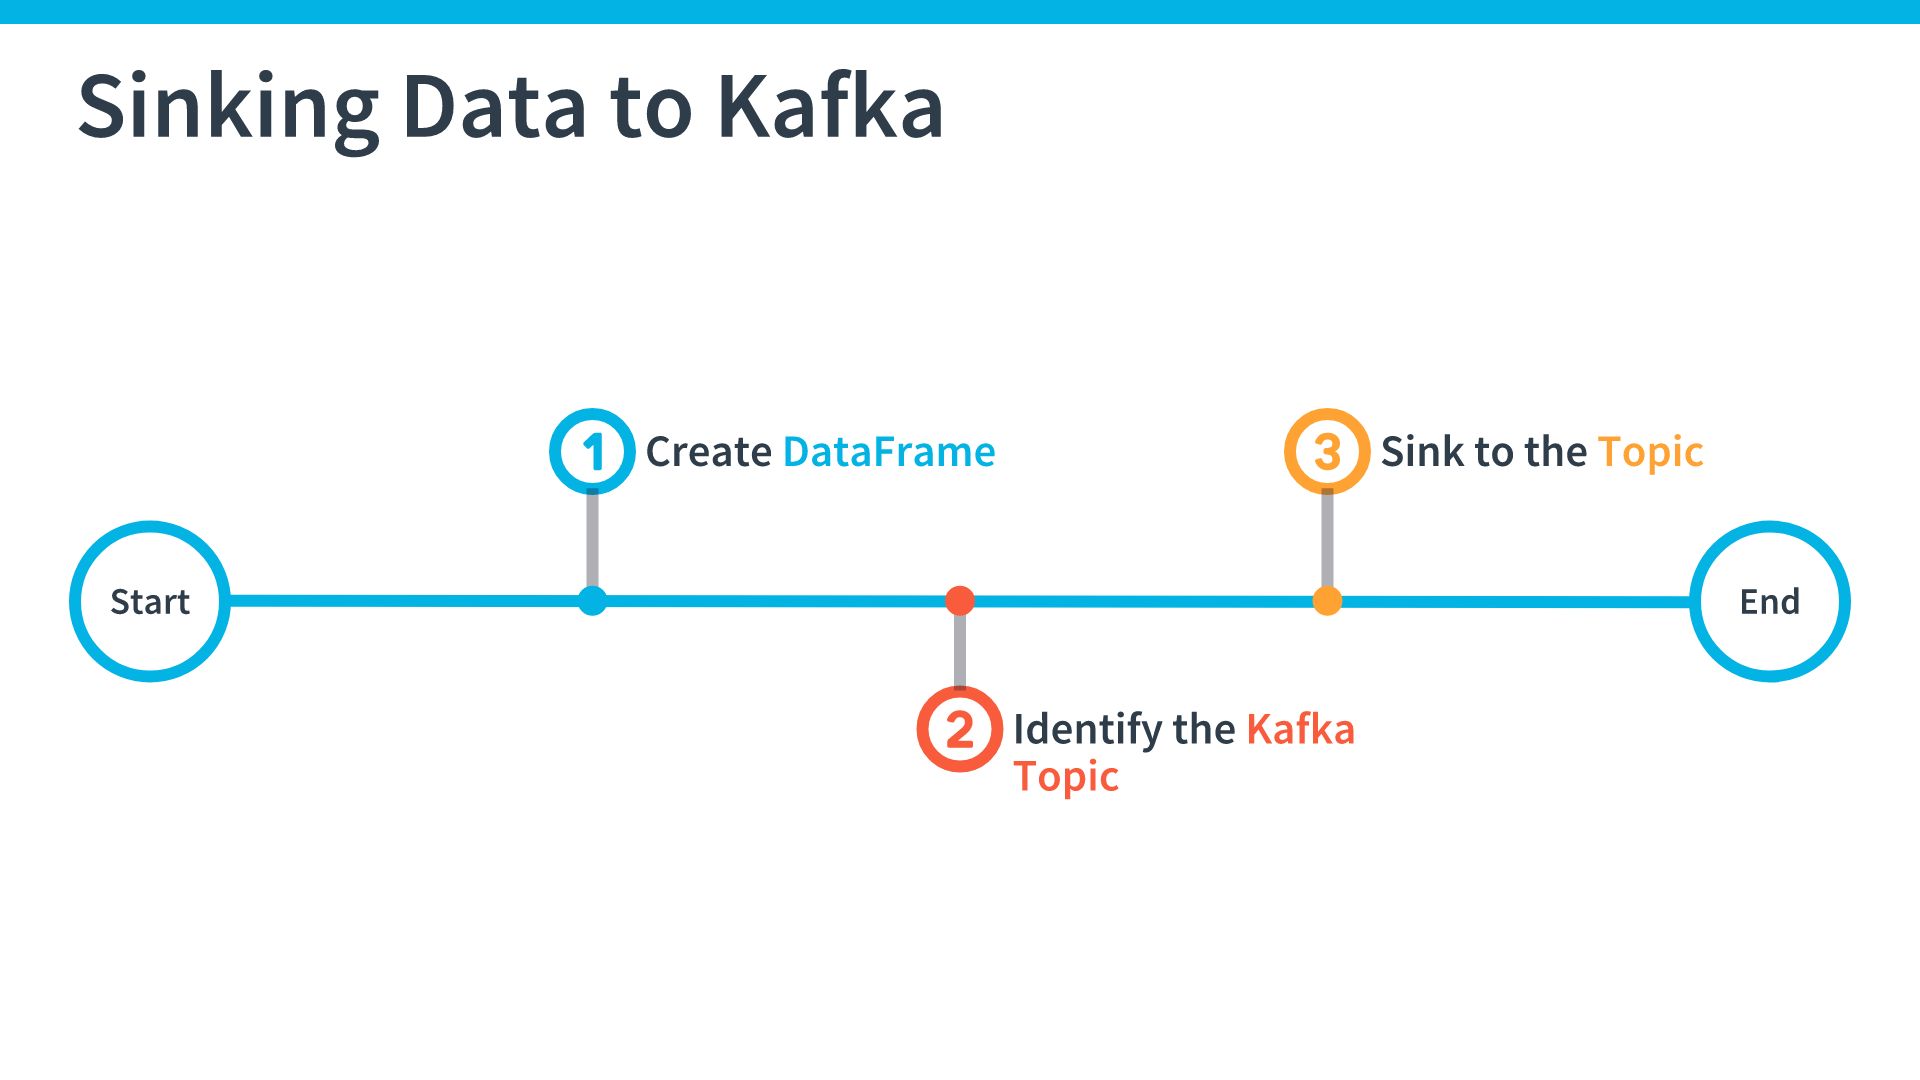 Sinking Data to Kafka
1 Create DataFrame
3 Sink to the Topic
Start
End
2 Identify the Kafka
Topic